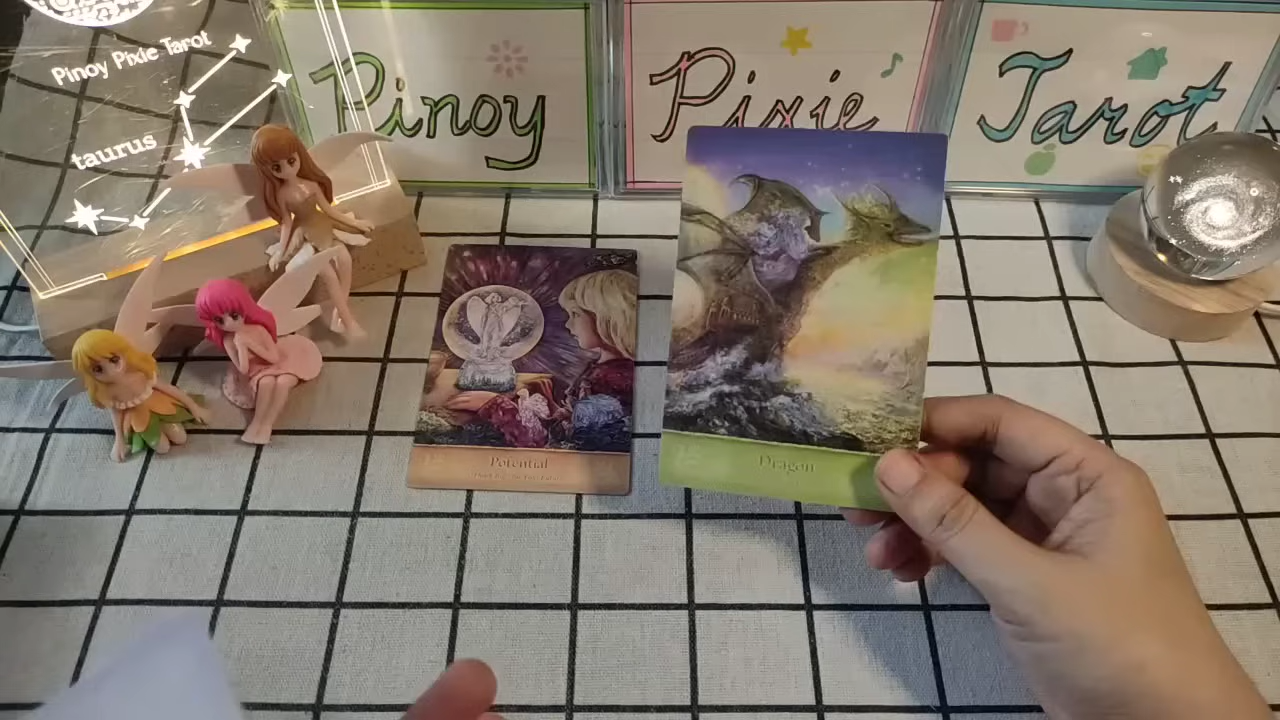 Pinoy Pixie Tarot
taurus
Pinoy
Pixie
Tarot
Potential
Dragon